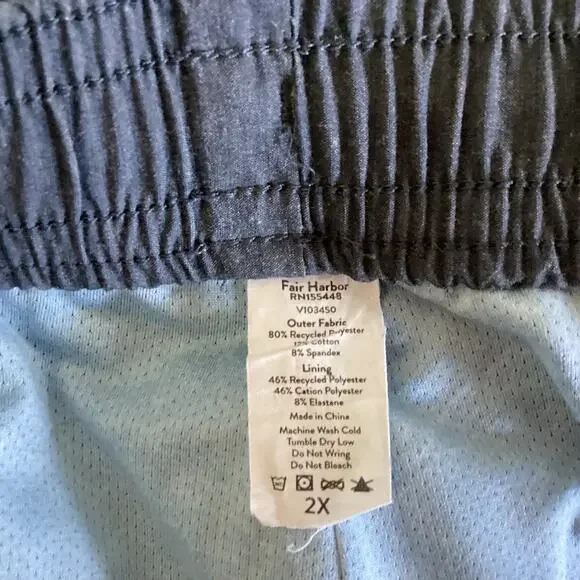 Fair Harbor
RN155448
V103450
Outer Fabric
80% Recycled Polyester
12% Cotton
8% Spandex
Lining
46% Recycled Polyester
46% Cation Polyester
8% Elastane
Made in China
Machine Wash Cold
Tumble Dry Low
Do Not Wring
Do Not Bleach
2X